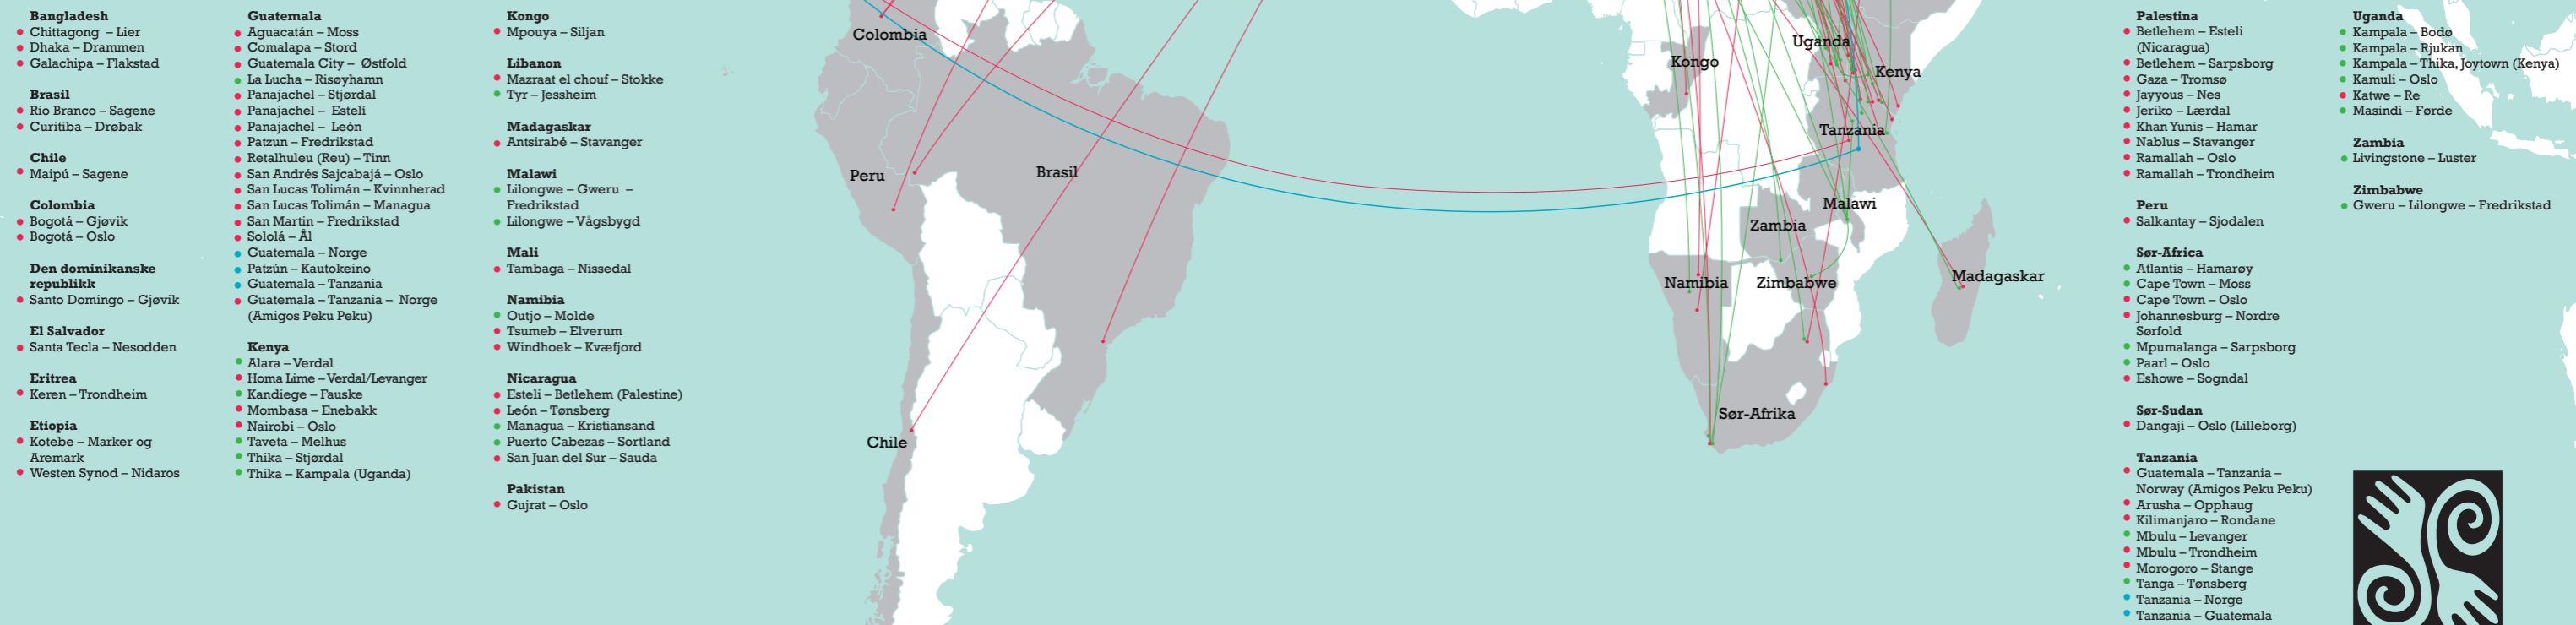 Bangladesh
Chittagong – Lier
Dhaka – Drammen
Galachipa – Flakstad
Brasil
Rio Branco – Sagene
Curitiba – Drøbak
Chile
Maipú – Sagene
Colombia
Bogotá – Gjøvik
Bogotá – Oslo
Den dominikanske
republikk
Santo Domingo – Gjøvik
El Salvador
Santa Tecla – Nesodden
Eritrea
Keren – Trondheim
Etiopia
Kotebe – Marker og
Aremark
Westen Synod – Nidaros
Guatemala
Aguacatán – Moss
Comalapa – Stord
Guatemala City – Østfold
La Lucha – Risøyhamn
Panajachel – Stjørdal
Panajachel – Estelí
Panajachel – León
Patzun – Fredrikstad
Retalhuleu (Reu) – Tinn
San Andrés Sajcabajá – Oslo
San Lucas Tolimán – Kvinnherad
San Lucas Tolimán – Managua
San Martin – Fredrikstad
Sololá – Ål
Guatemala – Norge
Patzún – Kautokeino
Guatemala – Tanzania
Guatemala – Tanzania – Norge
(Amigos Peku Peku)
Kenya
Alara – Verdal
Homa Lime – Verdal/Levanger
Kandiege – Fauske
Mombasa – Enebakk
Nairobi – Oslo
Taveta – Melhus
Thika – Stjørdal
Thika – Kampala (Uganda)
Kongo
Mpouya – Siljan
Libanon
Mazraat el chouf – Stokke
Tyr – Jessheim
Madagaskar
Antsirabé – Stavanger
Malawi
Lilongwe – Gweru –
Fredrikstad
Lilongwe – Vågsbygd
Mali
Tambaga – Nissedal
Namibia
Outjo – Molde
Tsumeb – Elverum
Windhoek – Kvæfjord
Nicaragua
Esteli – Betlehem (Palestine)
León – Tønsberg
Managua – Kristiansand
Puerto Cabezas – Sortland
San Juan del Sur – Sauda
Pakistan
Gujrat – Oslo
Colombia
Peru
Brasil
Chile
Kongo
Uganda
Kenya
Tanzania
Malawi
Zambia
Namibia
Zimbabwe
Madagaskar
Sør-Afrika
Palestina
Betlehem – Esteli
(Nicaragua)
Betlehem – Sarpsborg
Gaza – Tromsø
Jayyous – Nes
Jeriko – Lærdal
Khan Yunis – Hamar
Nablus – Stavanger
Ramallah – Oslo
Ramallah – Trondheim
Peru
Salkantay – Sjodalen
Sør-Africa
Atlantis – Hamarøy
Cape Town – Moss
Cape Town – Oslo
Johannesburg – Nordre
Sørfold
Mpumalanga – Sarpsborg
Paarl – Oslo
Eshowe – Sogndal
Sør-Sudan
Dangaji – Oslo (Lilleborg)
Tanzania
Guatemala – Tanzania –
Norway (Amigos Peku Peku)
Arusha – Opphaug
Kilimanjaro – Rondane
Mbulu – Levanger
Mbulu – Trondheim
Morogoro – Stange
Tanga – Tønsberg
Tanzania – Norge
Tanzania – Guatemala
Uganda
Kampala – Bodø
Kampala – Rjukan
Kampala – Thika, Joytown (Kenya)
Kamuli – Oslo
Katwe – Re
Masindi – Førde
Zambia
Livingstone – Luster
Zimbabwe
Gweru – Lilongwe – Fredrikstad